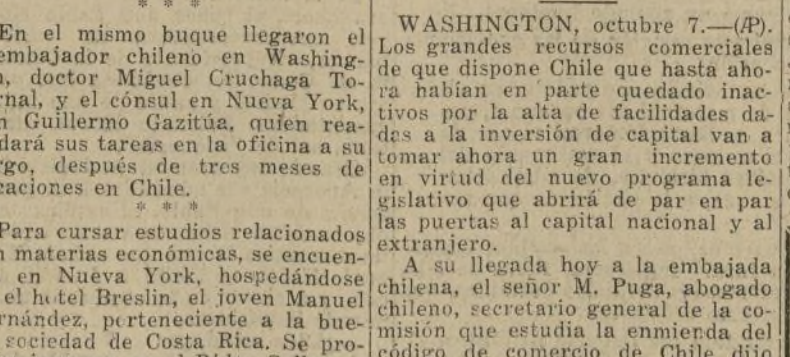 * * *
En el mismo buque llegaron el
embajador chileno en Washing-
, doctor Miguel Cruchaga To-
rnal, y el cónsul en Nueva York,
Guillermo Gazitúa, quien rea-
dará sus tareas en la oficina a su
rgo, después de tres meses de
caciones en Chile.
* * *
Para cursar estudios relacionados
materias económicas, se encuen-
en Nueva York, hospedándose
el hotel Breslin, el joven Manuel
rnández, perteneciente a la bue-
sociedad de Costa Rica. Se pro-
WASHINGTON, octubre 7.—(AP).
Los grandes recursos comerciales
de que dispone Chile que hasta aho-
ra habían en parte quedado inac-
tivos por la alta de facilidades da-
das a la inversión de capital van a
tomar ahora un gran incremento
en virtud del nuevo programa le-
gislativo que abrirá de par en par
las puertas al capital nacional y al
extranjero.
A su llegada hoy a la embajada
chilena, el señor M. Puga, abogado
chileno, secretario general de la co-
misión que estudia la enmienda del
código de comercio de Chile dijo